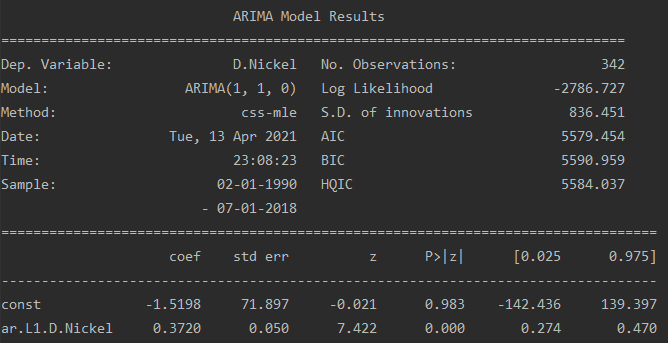 ARIMA Model Results
==============================================================================
Dep. Variable: D.Nickel No. Observations: 342
Model: ARIMA(1, 1, 0) Log Likelihood -2786.727
Method: css-mle S.D. of innovations 836.451
Date: Tue, 13 Apr 2021 AIC 5579.454
Time: 23:08:23 BIC 5590.959
Sample: 02-01-1990 HQIC 5584.037
- 07-01-2018
==================================================================================
coef std err z P>|z| [0.025 0.975]
----------------------------------------------------------------------------------
const -1.5198 71.897 -0.021 0.983 -142.436 139.397
ar.L1.D.Nickel 0.3720 0.050 7.422 0.000 0.274 0.470